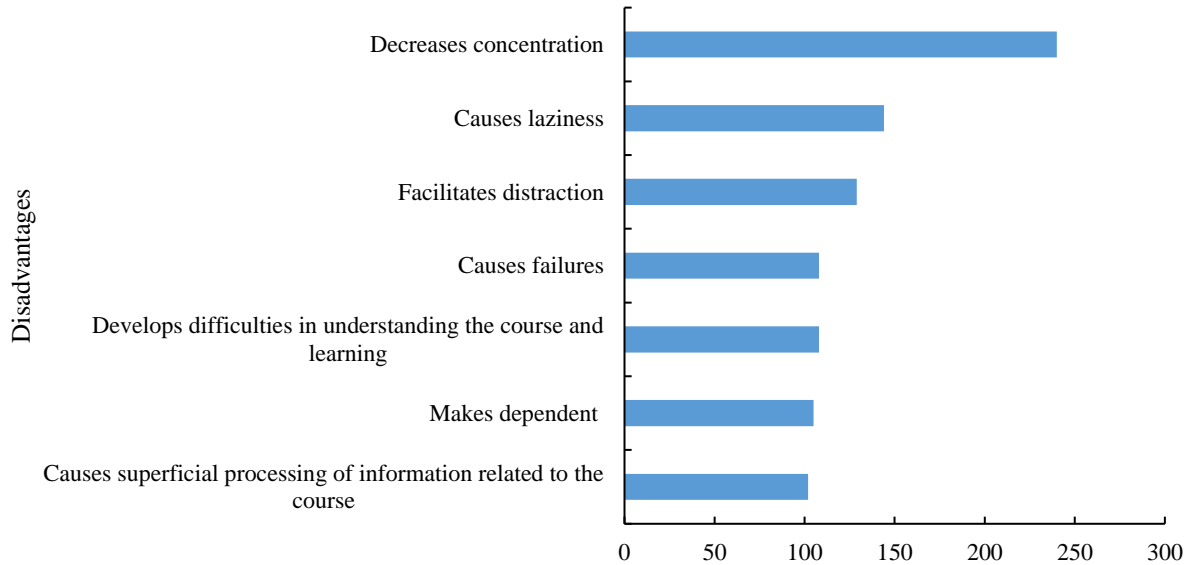 Disadvantages
Decreases concentration
Causes laziness
Facilitates distraction
Causes failures
Develops difficulties in understanding the course and
learning
Makes dependent
Causes superficial processing of information related to the
course
0 50 100 150 200 250 300